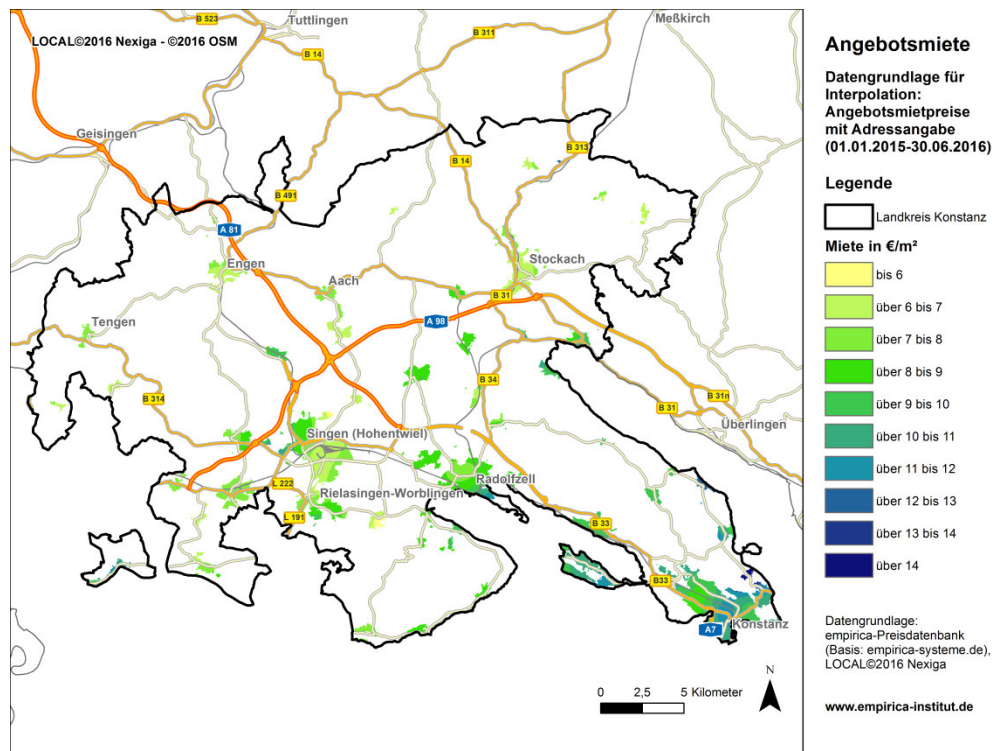 LOCAL©2016 Nexiga - ©2016 OSM
B 523
Tuttlingen
Meßkirch
B 311
B 14
Geisingen
B 14
B 313
B 491
A 81
Engen
Stockach
Aach
B 31
A 98
Tengen
B 34
B 314
B 31
B 31n
Überlingen
Singen (Hohentwiel)
Radolfzell
L 222
Rielasingen-Worblingen
L 191
B 33
B33
Konstanz
A7
N
0 2,5 5 Kilometer
Angebotsmiete
Datengrundlage für
Interpolation:
Angebotsmietpreise
mit Adressangabe
(01.01.2015-30.06.2016)
Legende
Landkreis Konstanz
Miete in €/m²
bis 6
über 6 bis 7
über 7 bis 8
über 8 bis 9
über 9 bis 10
über 10 bis 11
über 11 bis 12
über 12 bis 13
über 13 bis 14
über 14
Datengrundlage:
empirica-Preisdatenbank
(Basis: empirica-systeme.de),
LOCAL©2016 Nexiga
www.empirica-institut.de